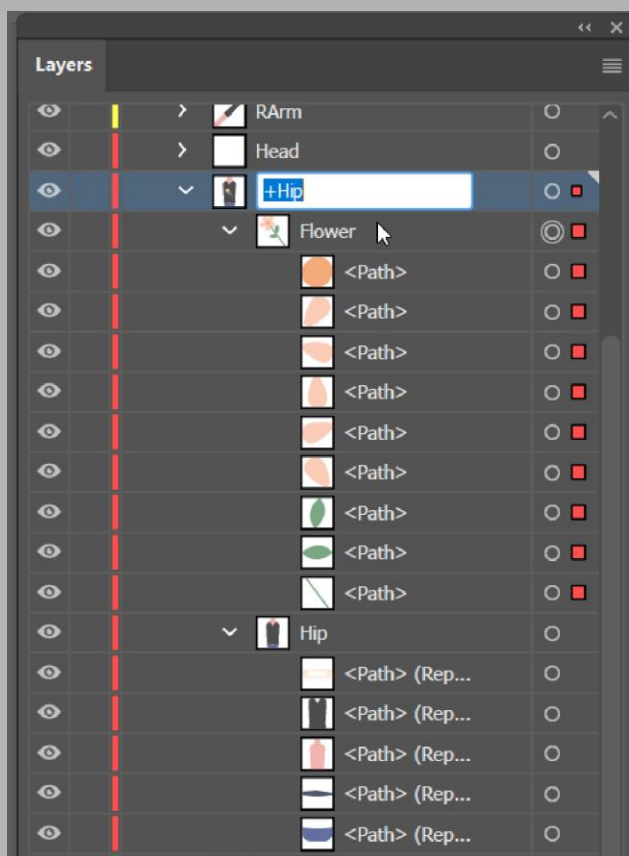 Layers
RArm
Head
+Hip
Flower
<Path>
<Path>
<Path>
<Path>
<Path>
<Path>
<Path>
<Path>
<Path>
Hip
<Path> (Rep...
<Path> (Rep...
<Path> (Rep...
<Path> (Rep...
<Path> (Rep...